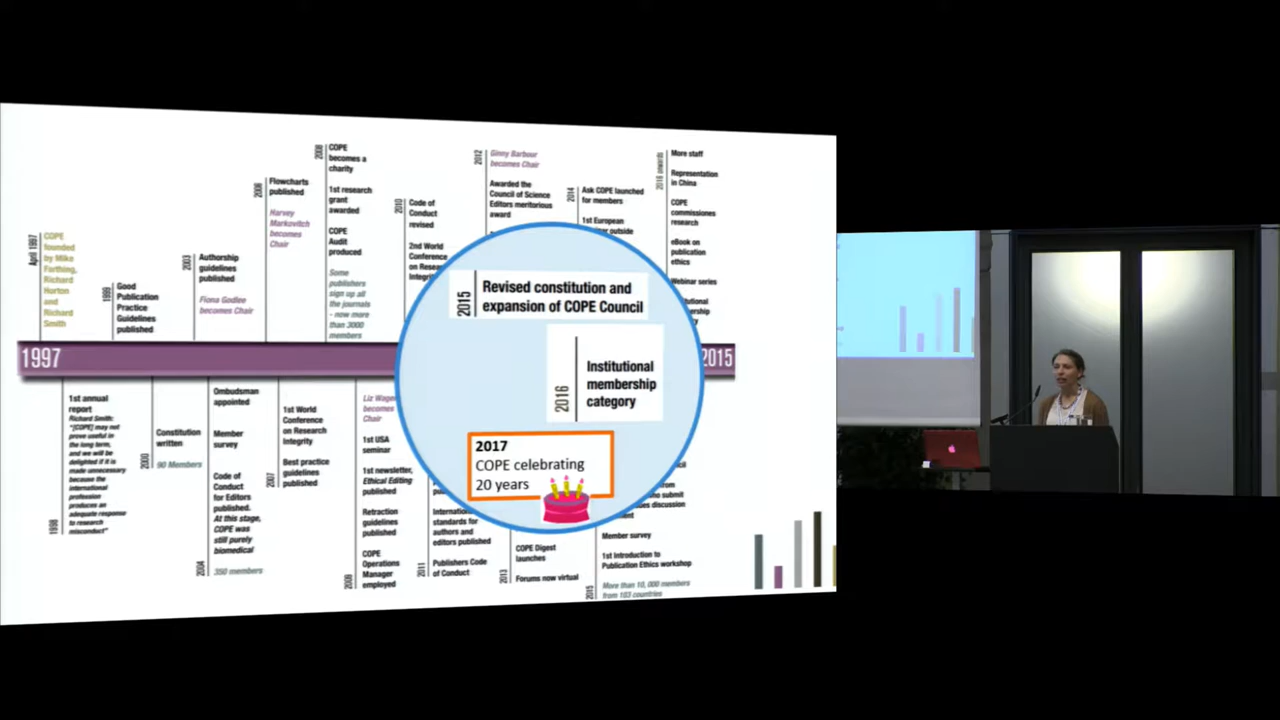 April 1997
COPE
founded
by Mike
Farthing,
Richard
Horton
and
Richard
Smith
1999
Good
Publication
Practice
Guidelines
published
2003
Authorship
guidelines
published
Fiona Godlee
becomes Chair
2006
Flowcharts
published
Harvey
Markovitch
becomes
Chair
2008
COPE
becomes a
charity
1st research
grant
awarded
COPE
Audit
produced
Some
publishers
sign up all
the journals
- now more
than 3000
members
2010
Code of
Conduct
revised
2nd World
Conference
on Resear
Integrit
2012
Ginny Barbour
becomes Chair
Awarded the
Council of Science
Editors meritorious
award
2014
Ask COPE launched
for members
1st European
outside
More staff
Representation
in China
COPE
commissiones
research
eBook on
publication
ethics
Webinar series
1997
2015
2015
Revised constitution and
expansion of COPE Council
2016
Institutional
membership
category
2017
COPE celebrating
20 years
1998
1st annual
report
Richard Smith:
"[COPE] may not
prove useful in
the long term,
and we will be
delighted if it is
made unnecessary
because the
international
profession
produces an
adequate response
to research
misconduct"
2000
Constitution
written
90 Members
2004
Ombudsman
appointed
Member
survey
Code of
Conduct
for Editors
published.
At this stage,
COPE was
still purely
biomedical
350 members
2007
1st World
Conference
on Research
Integrity
Best practice
guidelines
published
2009
Liz Wage
becomes
Chair
1st USA
seminar
1st newsletter,
Ethical Editing
published
Retraction
guidelines
published
COPE
Operations
Manager
employed
2011
Internation
standards for
authors and
editors published
Publishers Code
of Conduct
2013
COPE Digest
launches
Forums now virtual
2015
who submit
discussion
Member survey
1st Introduction to
Publication Ethics workshop
More than 10,000 members
from 103 countries